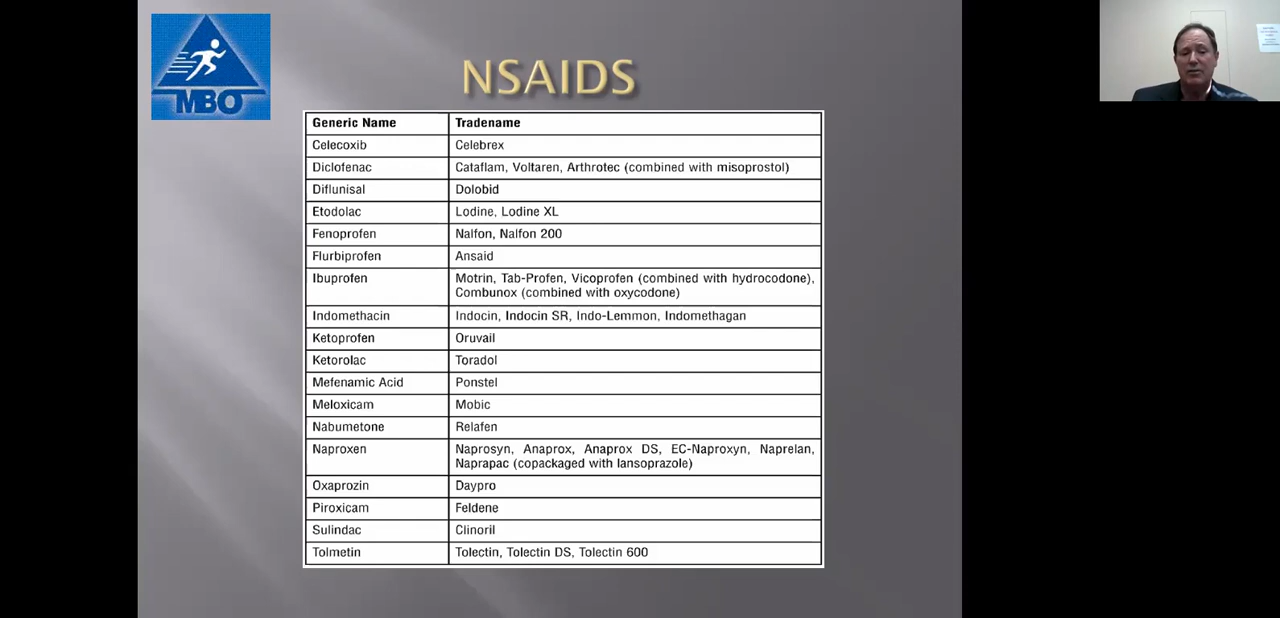 MBO
NSAIDS
Generic Name Tradename
Celecoxib Celebrex
Diclofenac Cataflam, Voltaren, Arthrotec (combined with misoprostol)
Diflunisal Dolobid
Etodolac Lodine, Lodine XL
Fenoprofen Nalfon, Nalfon 200
Flurbiprofen Ansaid
Ibuprofen Motrin, Tab-Profen, Vicoprofen (combined with hydrocodone),
Combunox (combined with oxycodone)
Indomethacin Indocin, Indocin SR, Indo-Lemmon, Indomethagan
Ketoprofen Oruvail
Ketorolac Toradol
Mefenamic Acid Ponstel
Meloxicam Mobic
Nabumetone Relafen
Naproxen Naprosyn, Anaprox, Anaprox DS, EC-Naproxyn, Naprelan,
Naprapac (copackaged with lansoprazole)
Oxaprozin Daypro
Piroxicam Feldene
Sulindac Clinoril
Tolmetin Tolectin, Tolectin DS, Tolectin 600